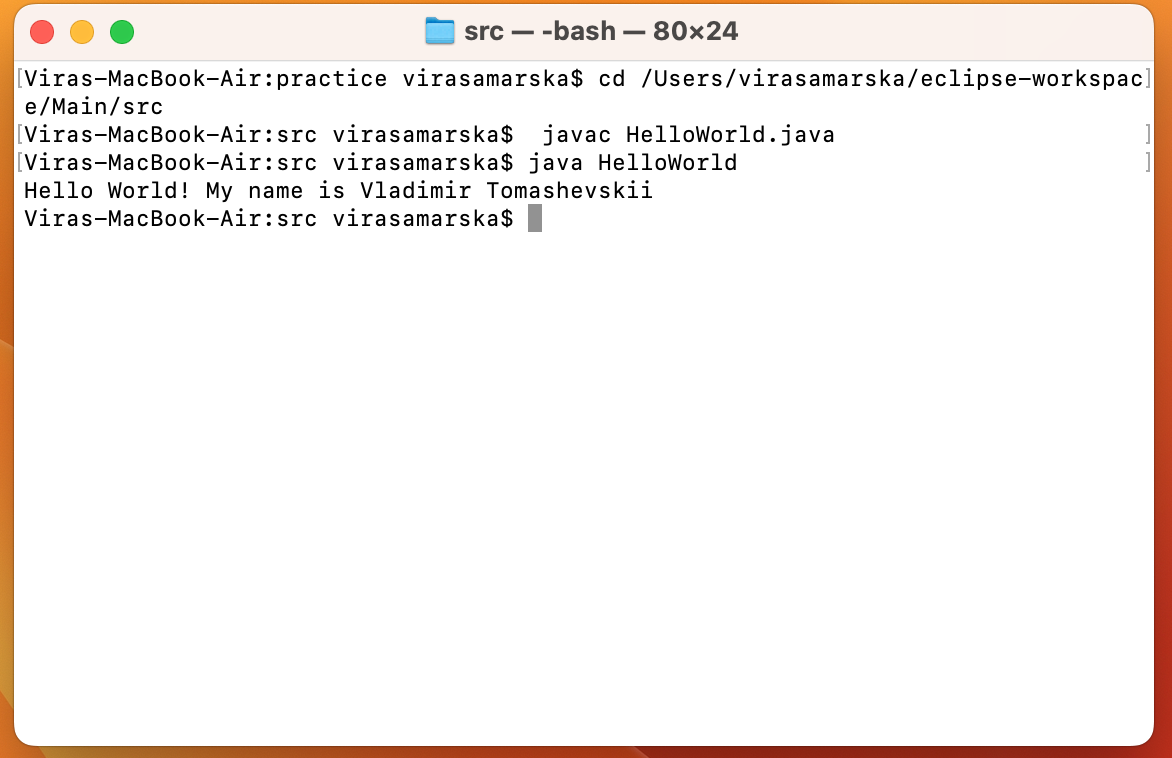 src — -bash — 80×24
[Viras-MacBook-Air:practice virasamarska$ cd /Users/virasamarska/eclipse-workspac]
e/Main/src
[Viras-MacBook-Air:src virasamarska$  javac HelloWorld.java ]
[Viras-MacBook-Air:src virasamarska$ java HelloWorld ]
Hello World! My name is Vladimir Tomashevskii
Viras-MacBook-Air:src virasamarska$